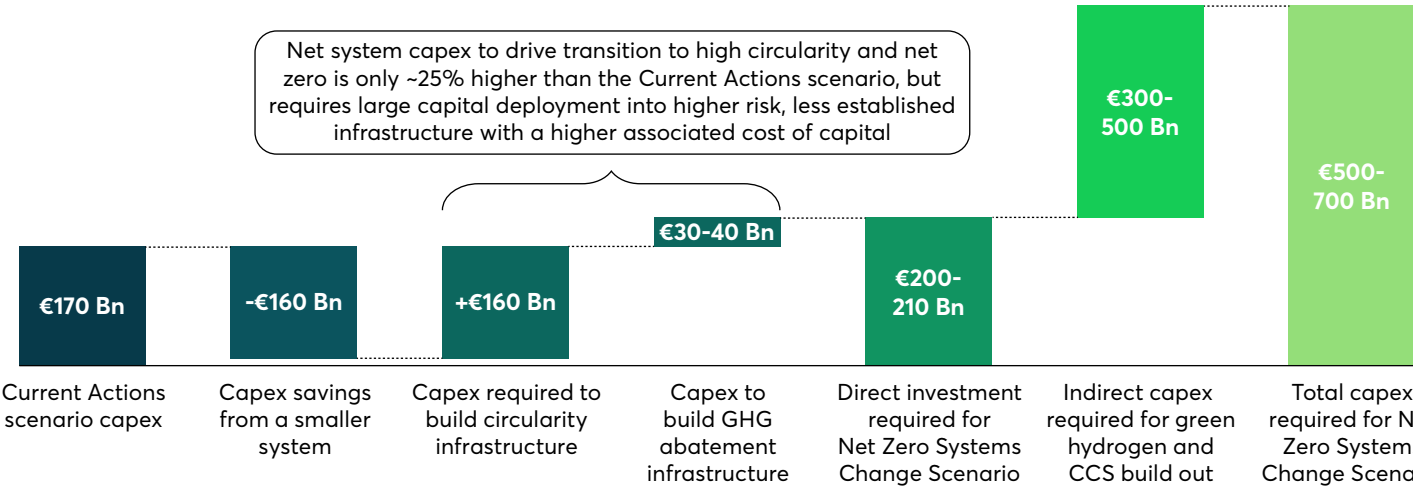 Net system capex to drive transition to high circularity and net
zero is only ~25% higher than the Current Actions scenario, but
requires large capital deployment into higher risk, less established
infrastructure with a higher associated cost of capital
€170 Bn
-€160 Bn
+€160 Bn
€30-40 Bn
€200-
210 Bn
€300-
500 Bn
€500-
700 Bn
Current Actions
scenario capex
Capex savings
from a smaller
system
Capex required to
build circularity
infrastructure
Capex to
build GHG
abatement
infrastructure
Direct investment
required for
Net Zero Systems
Change Scenario
Indirect capex
required for green
hydrogen and
CCS build out
Total capex
required for
Zero System
Change